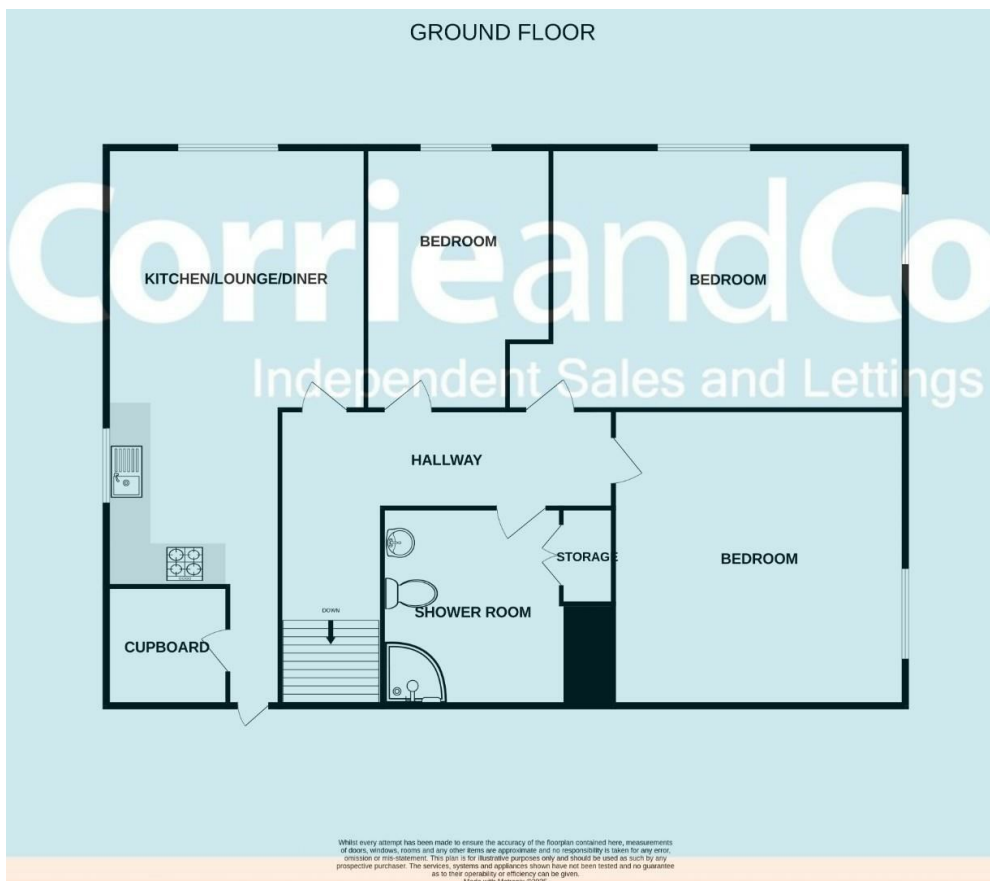 GROUND FLOOR
CorrieandCo
BEDROOM
KITCHEN/LOUNGE/DINER
BEDROOM
Independent Sales and Lettings
HALLWAY
STORAGE
BEDROOM
DOWN
SHOWER ROOM
CUPBOARD
Whilst every attempt has been made to ensure the accuracy of the floorplan contained here, measurements
of doors, windows, rooms and any other items are approximate and no responsibility is taken for any error,
omission or mis-statement. This plan is for illustrative purposes only and should be used as such by any
prospective purchaser. The services, systems and appliances shown have not been tested and no guarantee
as to their operability or efficiency can be given.
Made with Metropix